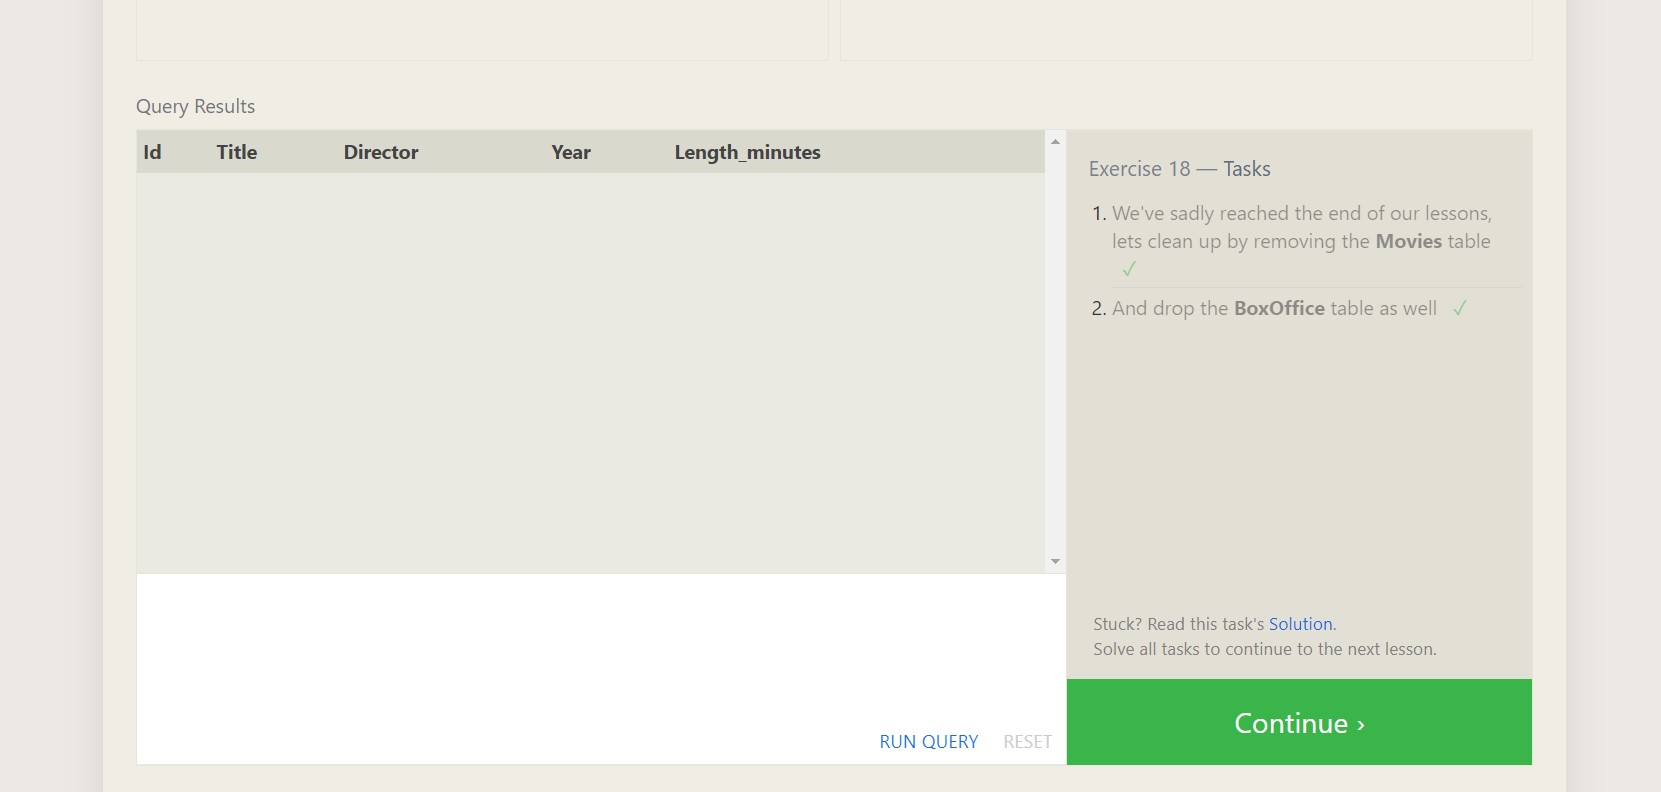 Query Results
Id Title Director Year Length_minutes
Exercise 18 — Tasks
1. We've sadly reached the end of our lessons,
lets clean up by removing the Movies table
✓
2. And drop the BoxOffice table as well ✓
Stuck? Read this task's Solution.
Solve all tasks to continue to the next lesson.
RUN QUERY RESET
Continue ›